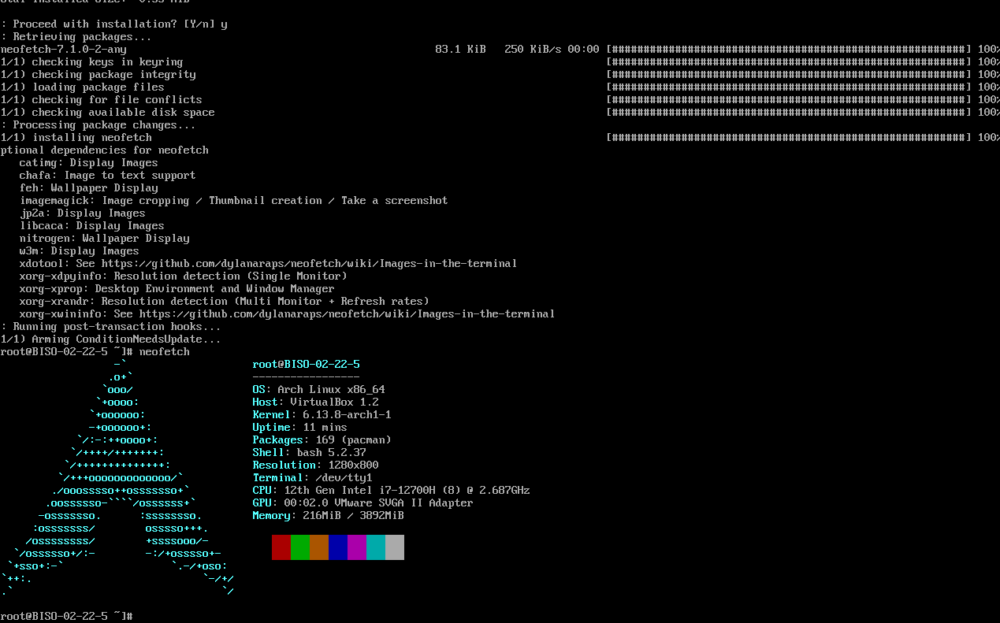 : Proceed with installation? [Y/n] y
: Retrieving packages...
neofetch-7.1.0-2-any 83.1 KiB 250 KiB/s 00:00 [########################################################] 100%
1/1) checking keys in keyring [########################################################] 100%
1/1) checking package integrity [########################################################] 100%
1/1) loading package files [########################################################] 100%
1/1) checking for file conflicts [########################################################] 100%
1/1) checking available disk space [########################################################] 100%
: Processing package changes...
1/1) installing neofetch [########################################################] 100%
ptional dependencies for neofetch
catimg: Display Images
chafa: Image to text support
feh: Wallpaper Display
imagemagick: Image cropping / Thumbnail creation / Take a screenshot
jp2a: Display Images
libcaca: Display Images
nitrogen: Wallpaper Display
w3m: Display Images
xdotool: See https://github.com/dylanaraps/neofetch/wiki/Images-in-the-terminal
xorg-xdpyinfo: Resolution detection (Single Monitor)
xorg-xprop: Desktop Environment and Window Manager
xorg-xrandr: Resolution detection (Multi Monitor + Refresh rates)
xorg-xwininfo: See https://github.com/dylanaraps/neofetch/wiki/Images-in-the-terminal
: Running post-transaction hooks...
1/1) Arming ConditionNeedsUpdate...
root@BISO-02-22-5 ~]# neofetch
-` root@BISO-02-22-5
.o+` -----------------
`ooo/ OS: Arch Linux x86_64
`+oooo: Host: VirtualBox 1.2
`+oooooo: Kernel: 6.13.8-arch1-1
-+oooooo+: Uptime: 11 mins
`/:-:++oooo+: Packages: 169 (pacman)
`/++++/+++++++: Shell: bash 5.2.37
`/++++++++++++++: Resolution: 1280x800
`/+++ooooooooooooo/` Terminal: /dev/tty1
./ooosssso++osssssso+` CPU: 12th Gen Intel i7-12700H (8) @ 2.687GHz
.oossssso-````/ossssss+` GPU: 00:02.0 VMware SVGA II Adapter
-osssssso. :ssssssso. Memory: 216MiB / 3892MiB
:osssssss/ osssso+++.
/ossssssss/ +ssssooo/-
`/ossssso+/:- -:/+osssso+-
`+sso+:-` `.-/+oso:
`++:. `-/+/
.` `/
root@BISO-02-22-5 ~]#